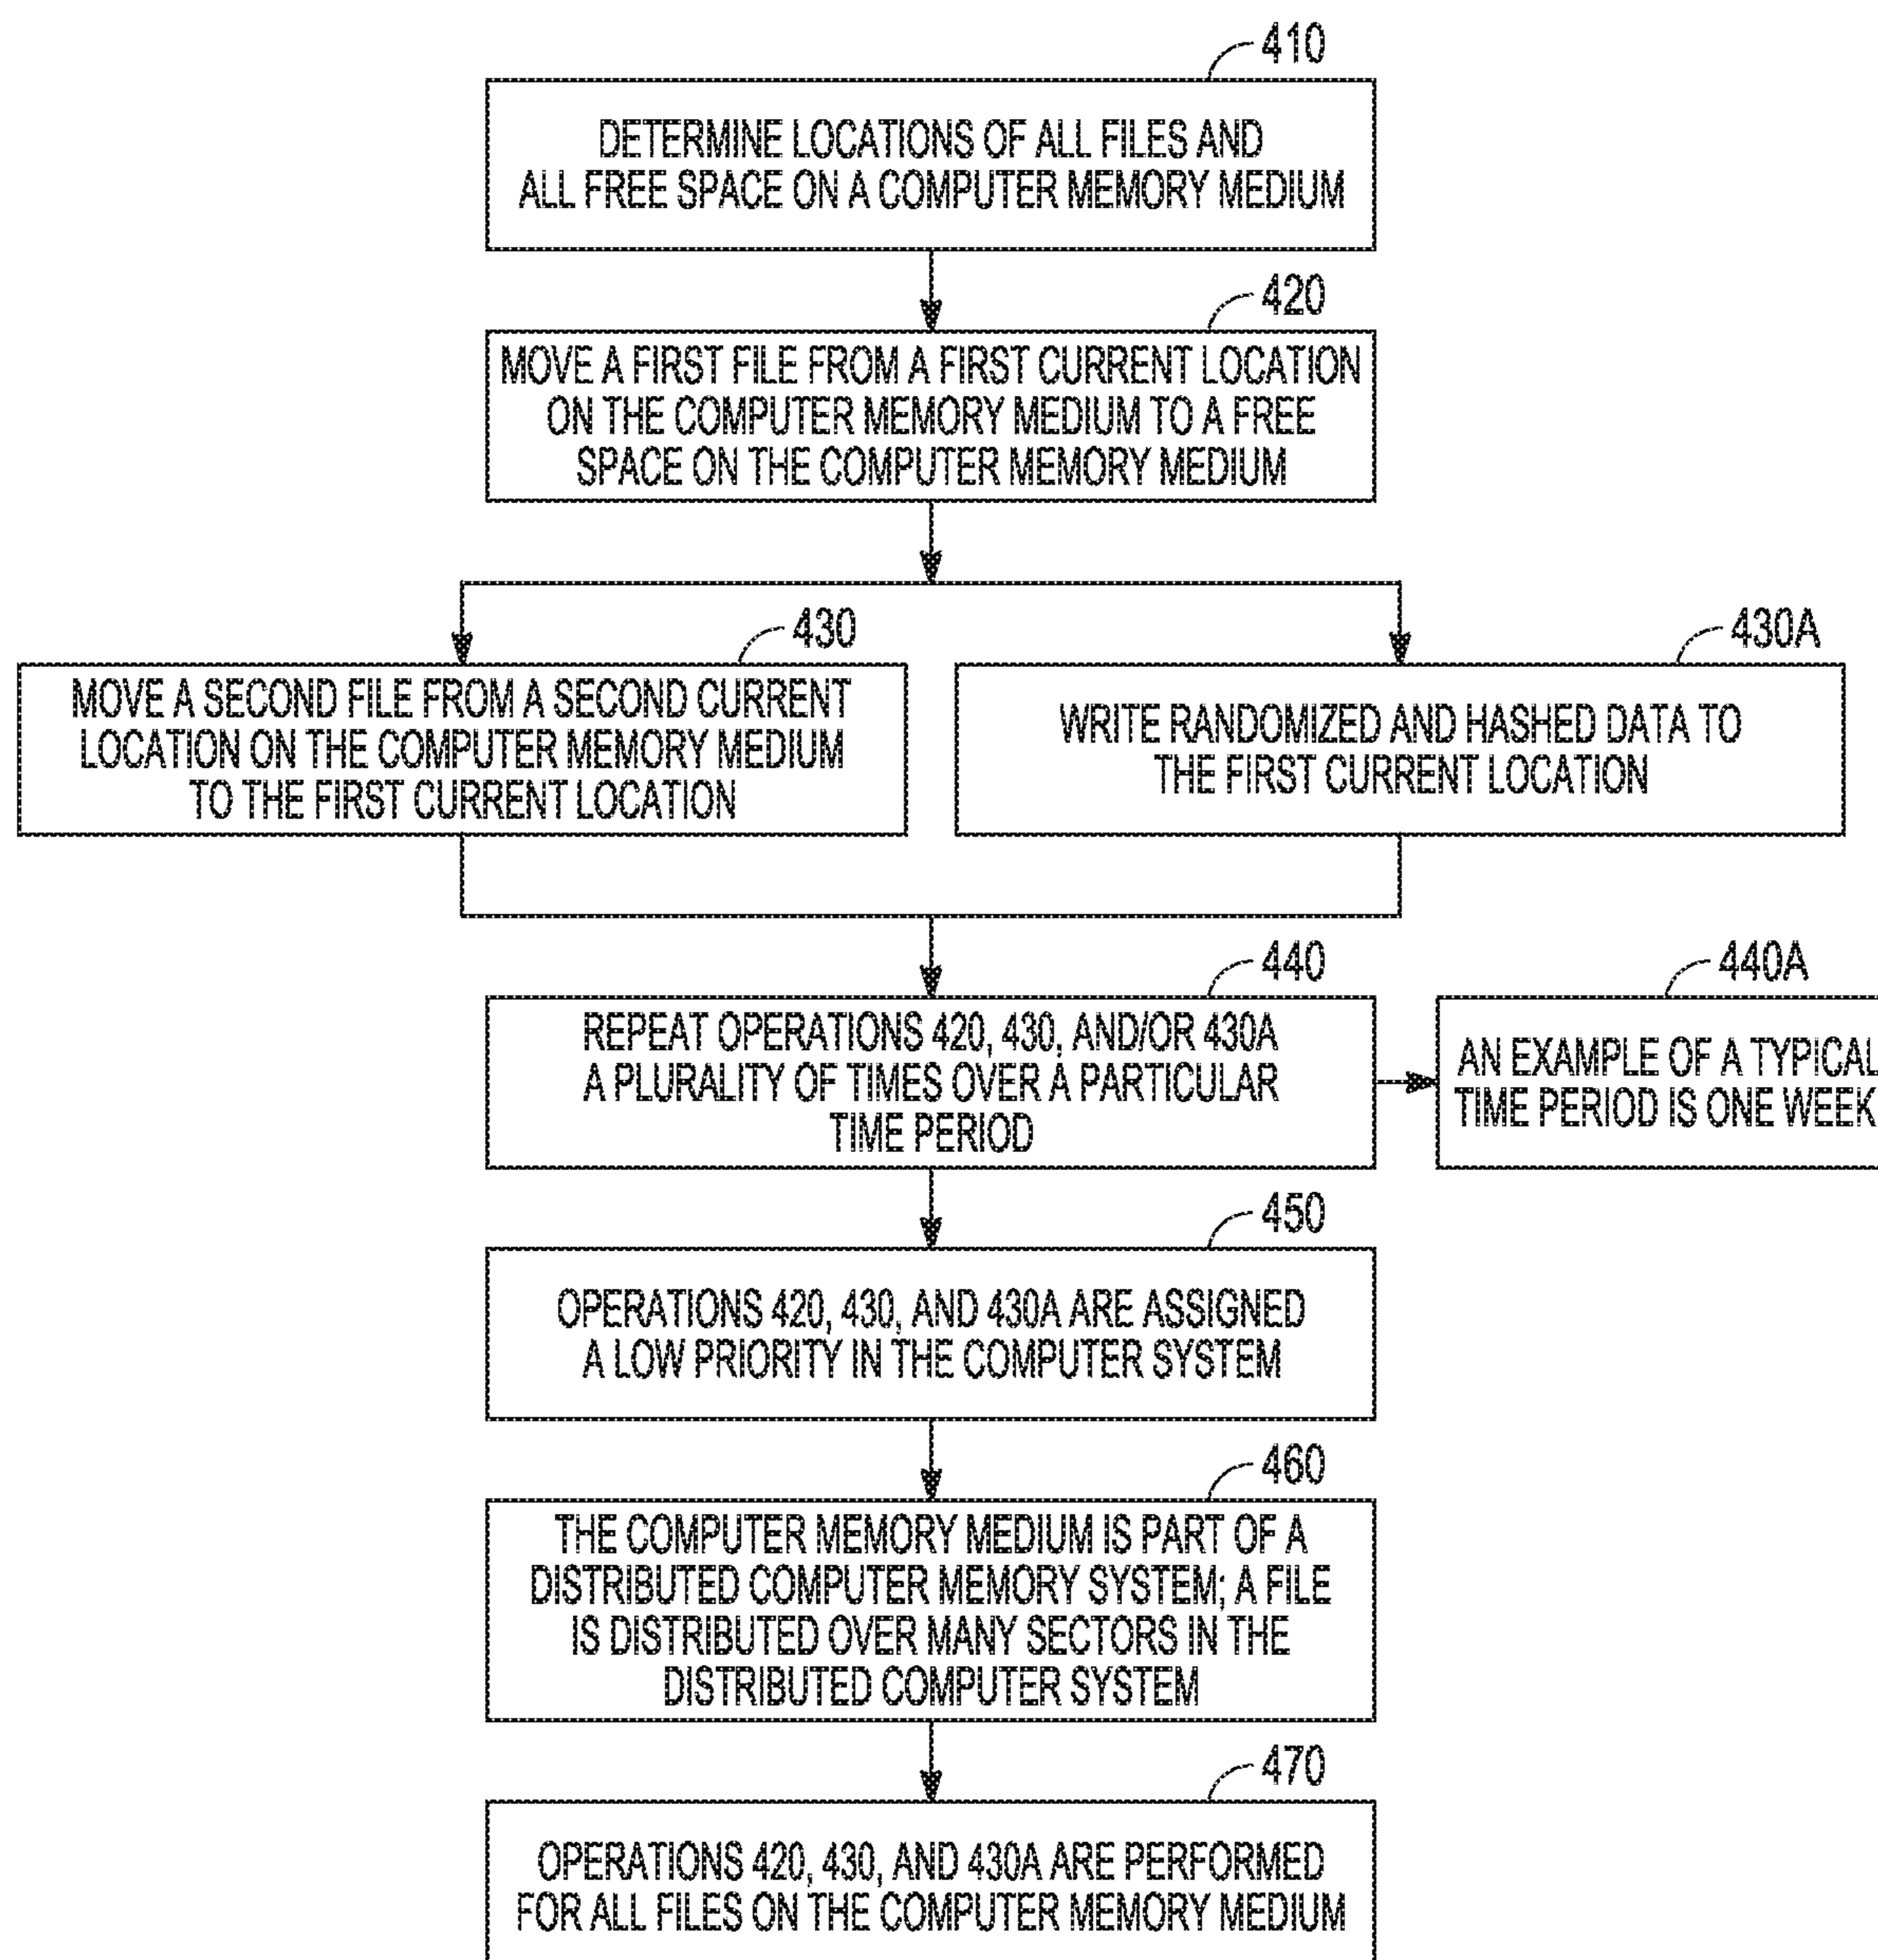 410
DETERMINE LOCATIONS OF ALL FILES AND
ALL FREE SPACE ON A COMPUTER MEMORY MEDIUM
420
MOVE A FIRST FILE FROM A FIRST CURRENT LOCATION
ON THE COMPUTER MEMORY MEDIUM TO A FREE
SPACE ON THE COMPUTER MEMORY MEDIUM
430
MOVE A SECOND FILE FROM A SECOND CURRENT
LOCATION ON THE COMPUTER MEMORY MEDIUM
TO THE FIRST CURRENT LOCATION
430A
WRITE RANDOMIZED AND HASHED DATA TO
THE FIRST CURRENT LOCATION
440
REPEAT OPERATIONS 420, 430, AND/OR 430A
A PLURALITY OF TIMES OVER A PARTICULAR
TIME PERIOD
440A
AN EXAMPLE OF A TYPICAL
TIME PERIOD IS ONE WEEK
450
OPERATIONS 420, 430, AND 430A ARE ASSIGNED
A LOW PRIORITY IN THE COMPUTER SYSTEM
460
THE COMPUTER MEMORY MEDIUM IS PART OF A
DISTRIBUTED COMPUTER MEMORY SYSTEM; A FILE
IS DISTRIBUTED OVER MANY SECTORS IN THE
DISTRIBUTED COMPUTER SYSTEM
470
OPERATIONS 420, 430, AND 430A ARE PERFORMED
FOR ALL FILES ON THE COMPUTER MEMORY MEDIUM